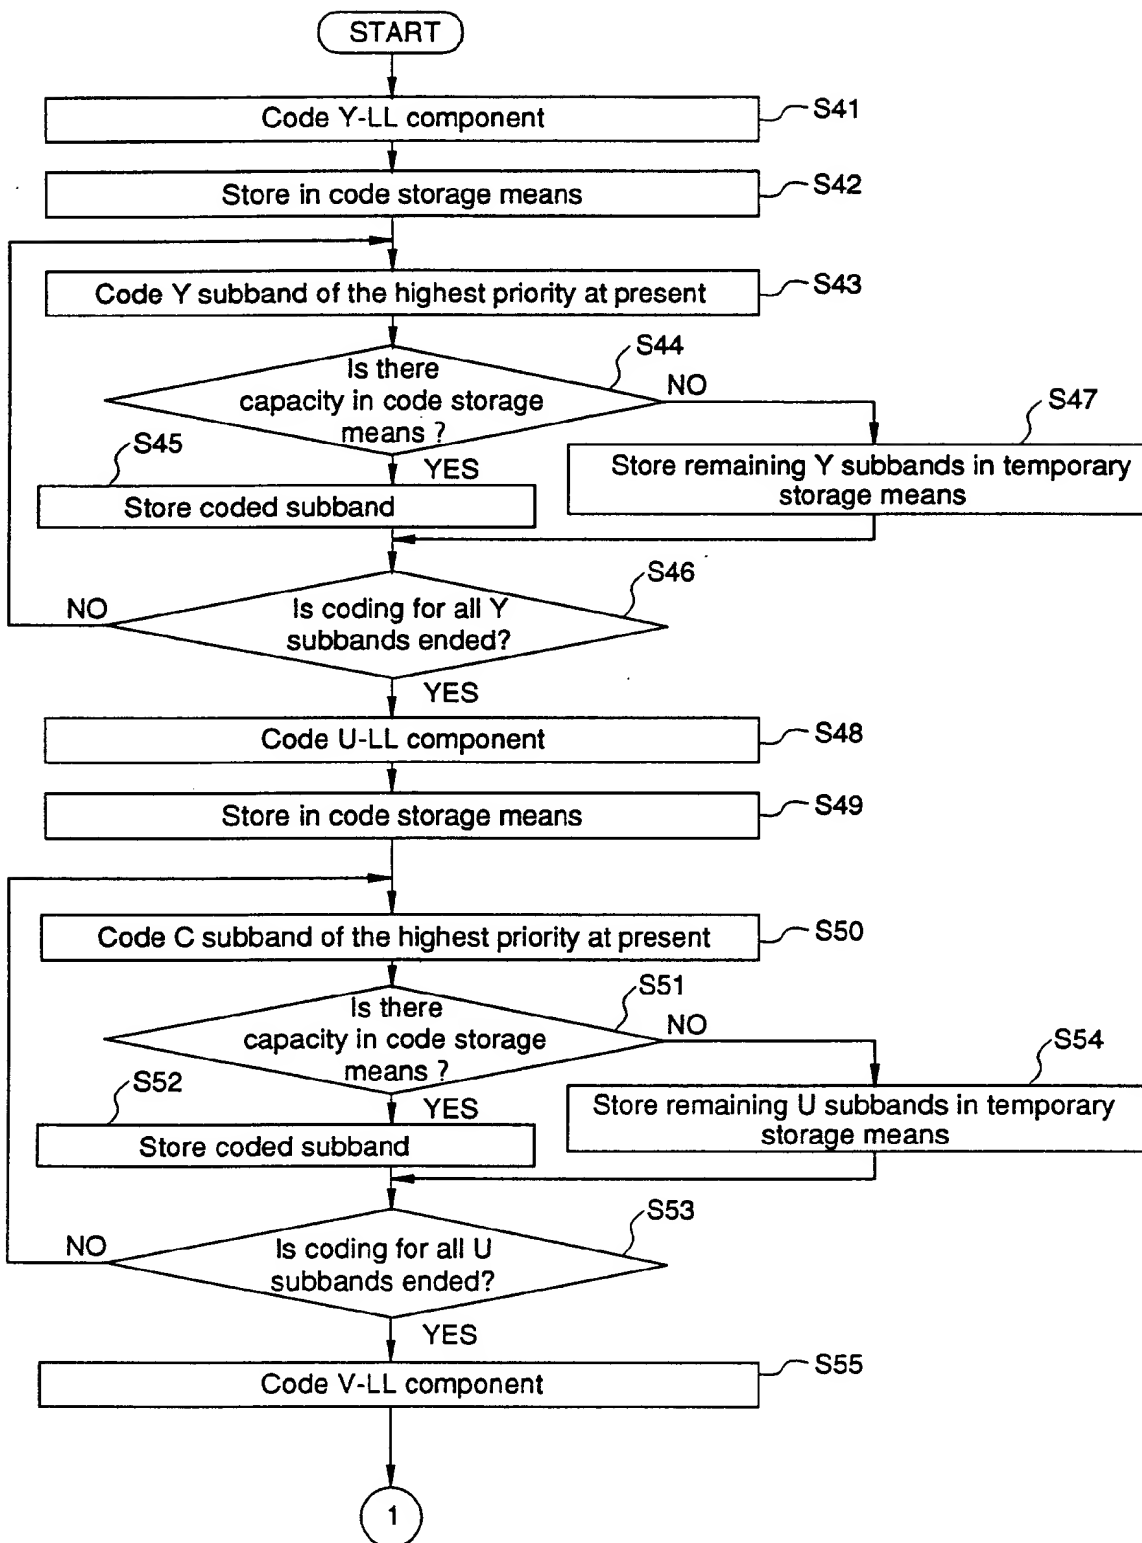 START
Code Y-LL component
S41
Store in code storage means
S42
Code Y subband of the highest priority at present
S43
Is there
capacity in code storage
means ?
S44
NO
YES
S45
Store coded subband
S47
Store remaining Y subbands in temporary
storage means
S46
Is coding for all Y
subbands ended?
NO
YES
Code U-LL component
S48
Store in code storage means
S49
Code C subband of the highest priority at present
S50
Is there
capacity in code storage
means ?
S51
NO
YES
S52
Store coded subband
S54
Store remaining U subbands in temporary
storage means
S53
Is coding for all U
subbands ended?
NO
YES
Code V-LL component
S55
1